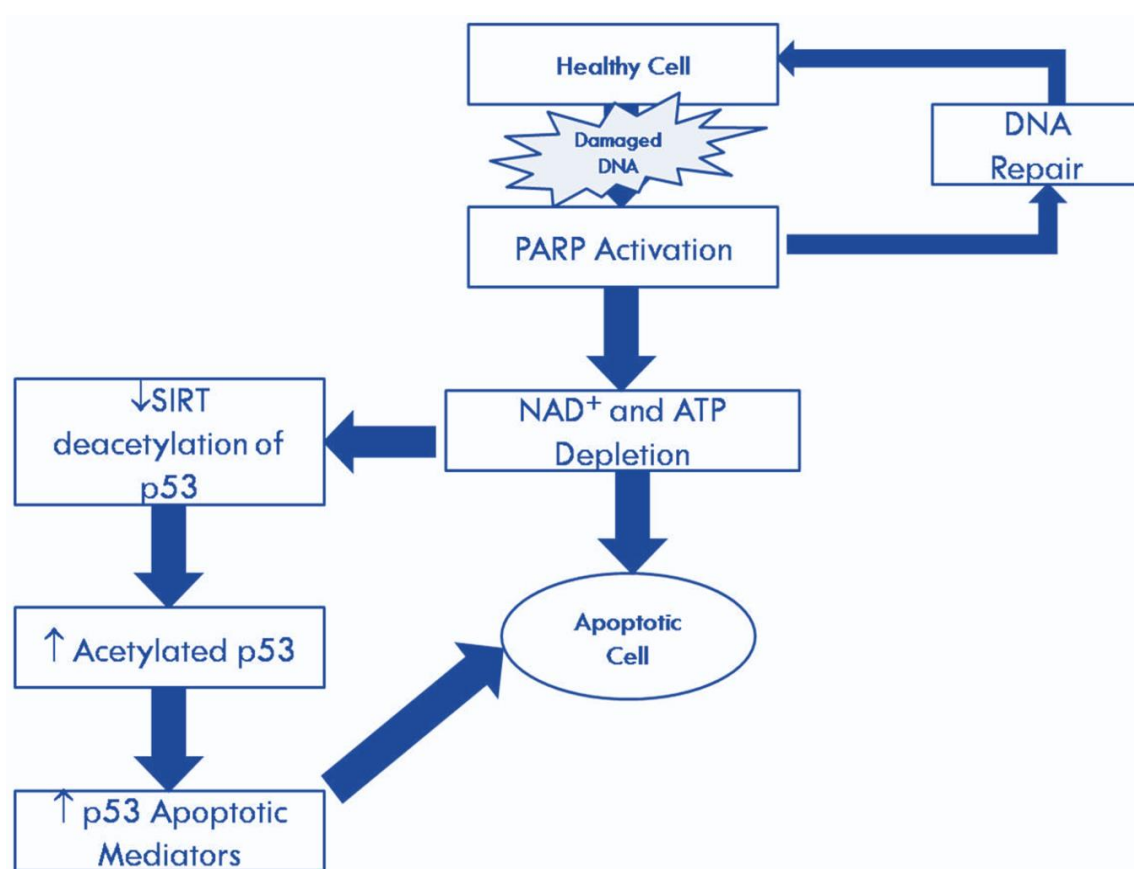 Healthy Cell
Damaged
DNA
DNA
Repair
PARP Activation
↓SIRT
deacetylation of
p53
NAD⁺ and ATP
Depletion
↑ Acetylated p53
Apoptotic
Cell
↑ p53 Apoptotic
Mediators